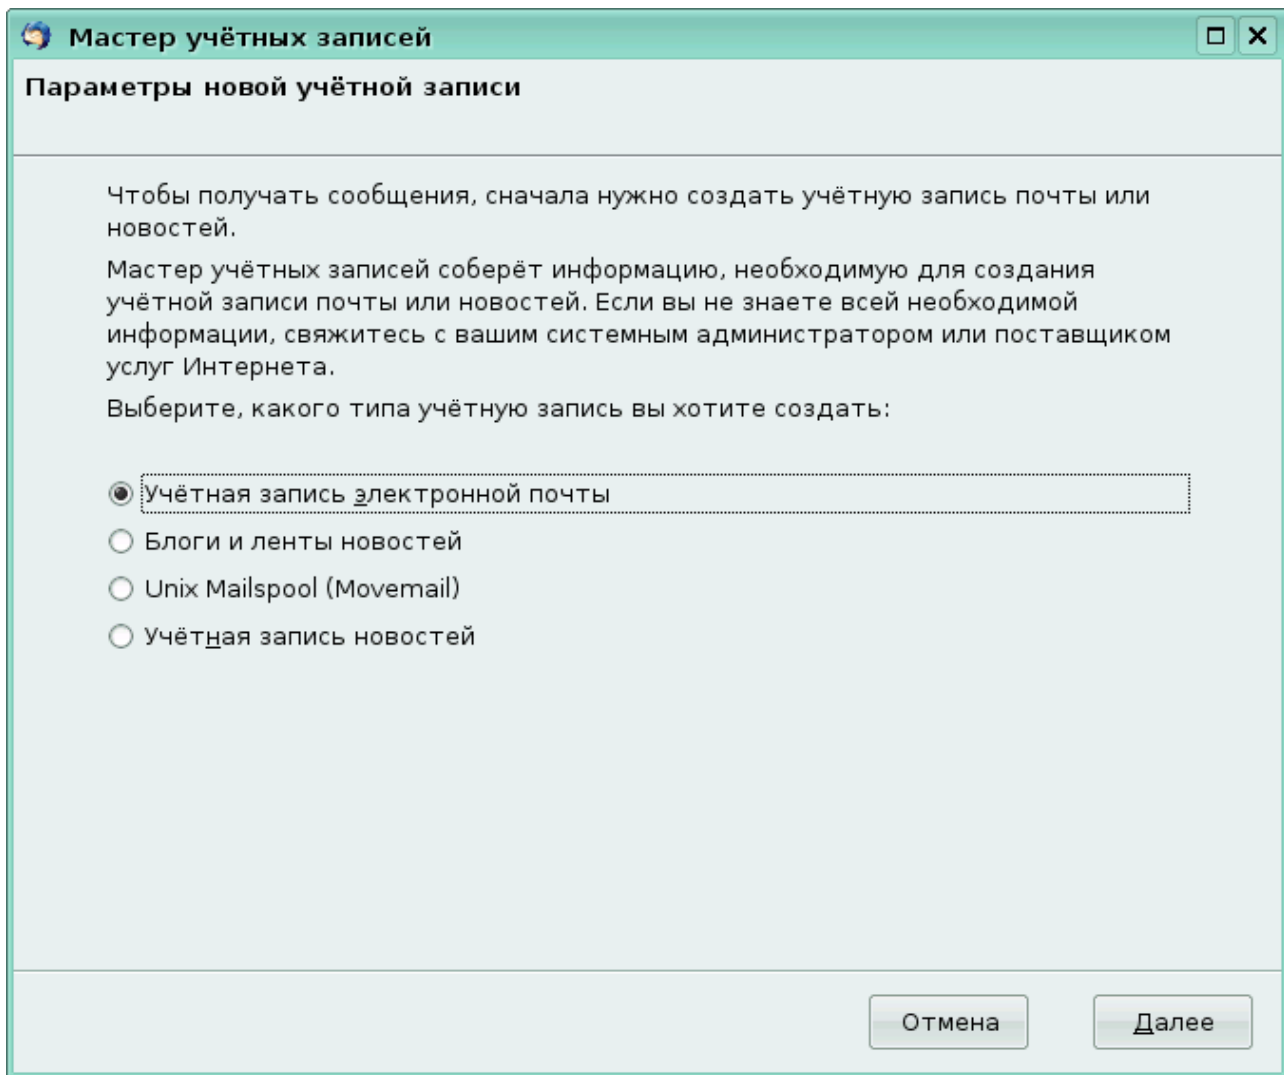 Мастер учётных записей
Параметры новой учётной записи
Чтобы получать сообщения, сначала нужно создать учётную запись почты или
новостей.
Мастер учётных записей соберёт информацию, необходимую для создания
учётной записи почты или новостей. Если вы не знаете всей необходимой
информации, свяжитесь с вашим системным администратором или поставщиком
услуг Интернета.
Выберите, какого типа учётную запись вы хотите создать:
Учётная запись электронной почты
Блоги и ленты новостей
Unix Mailspool (Movemail)
Учётная запись новостей
Отмена
Далее